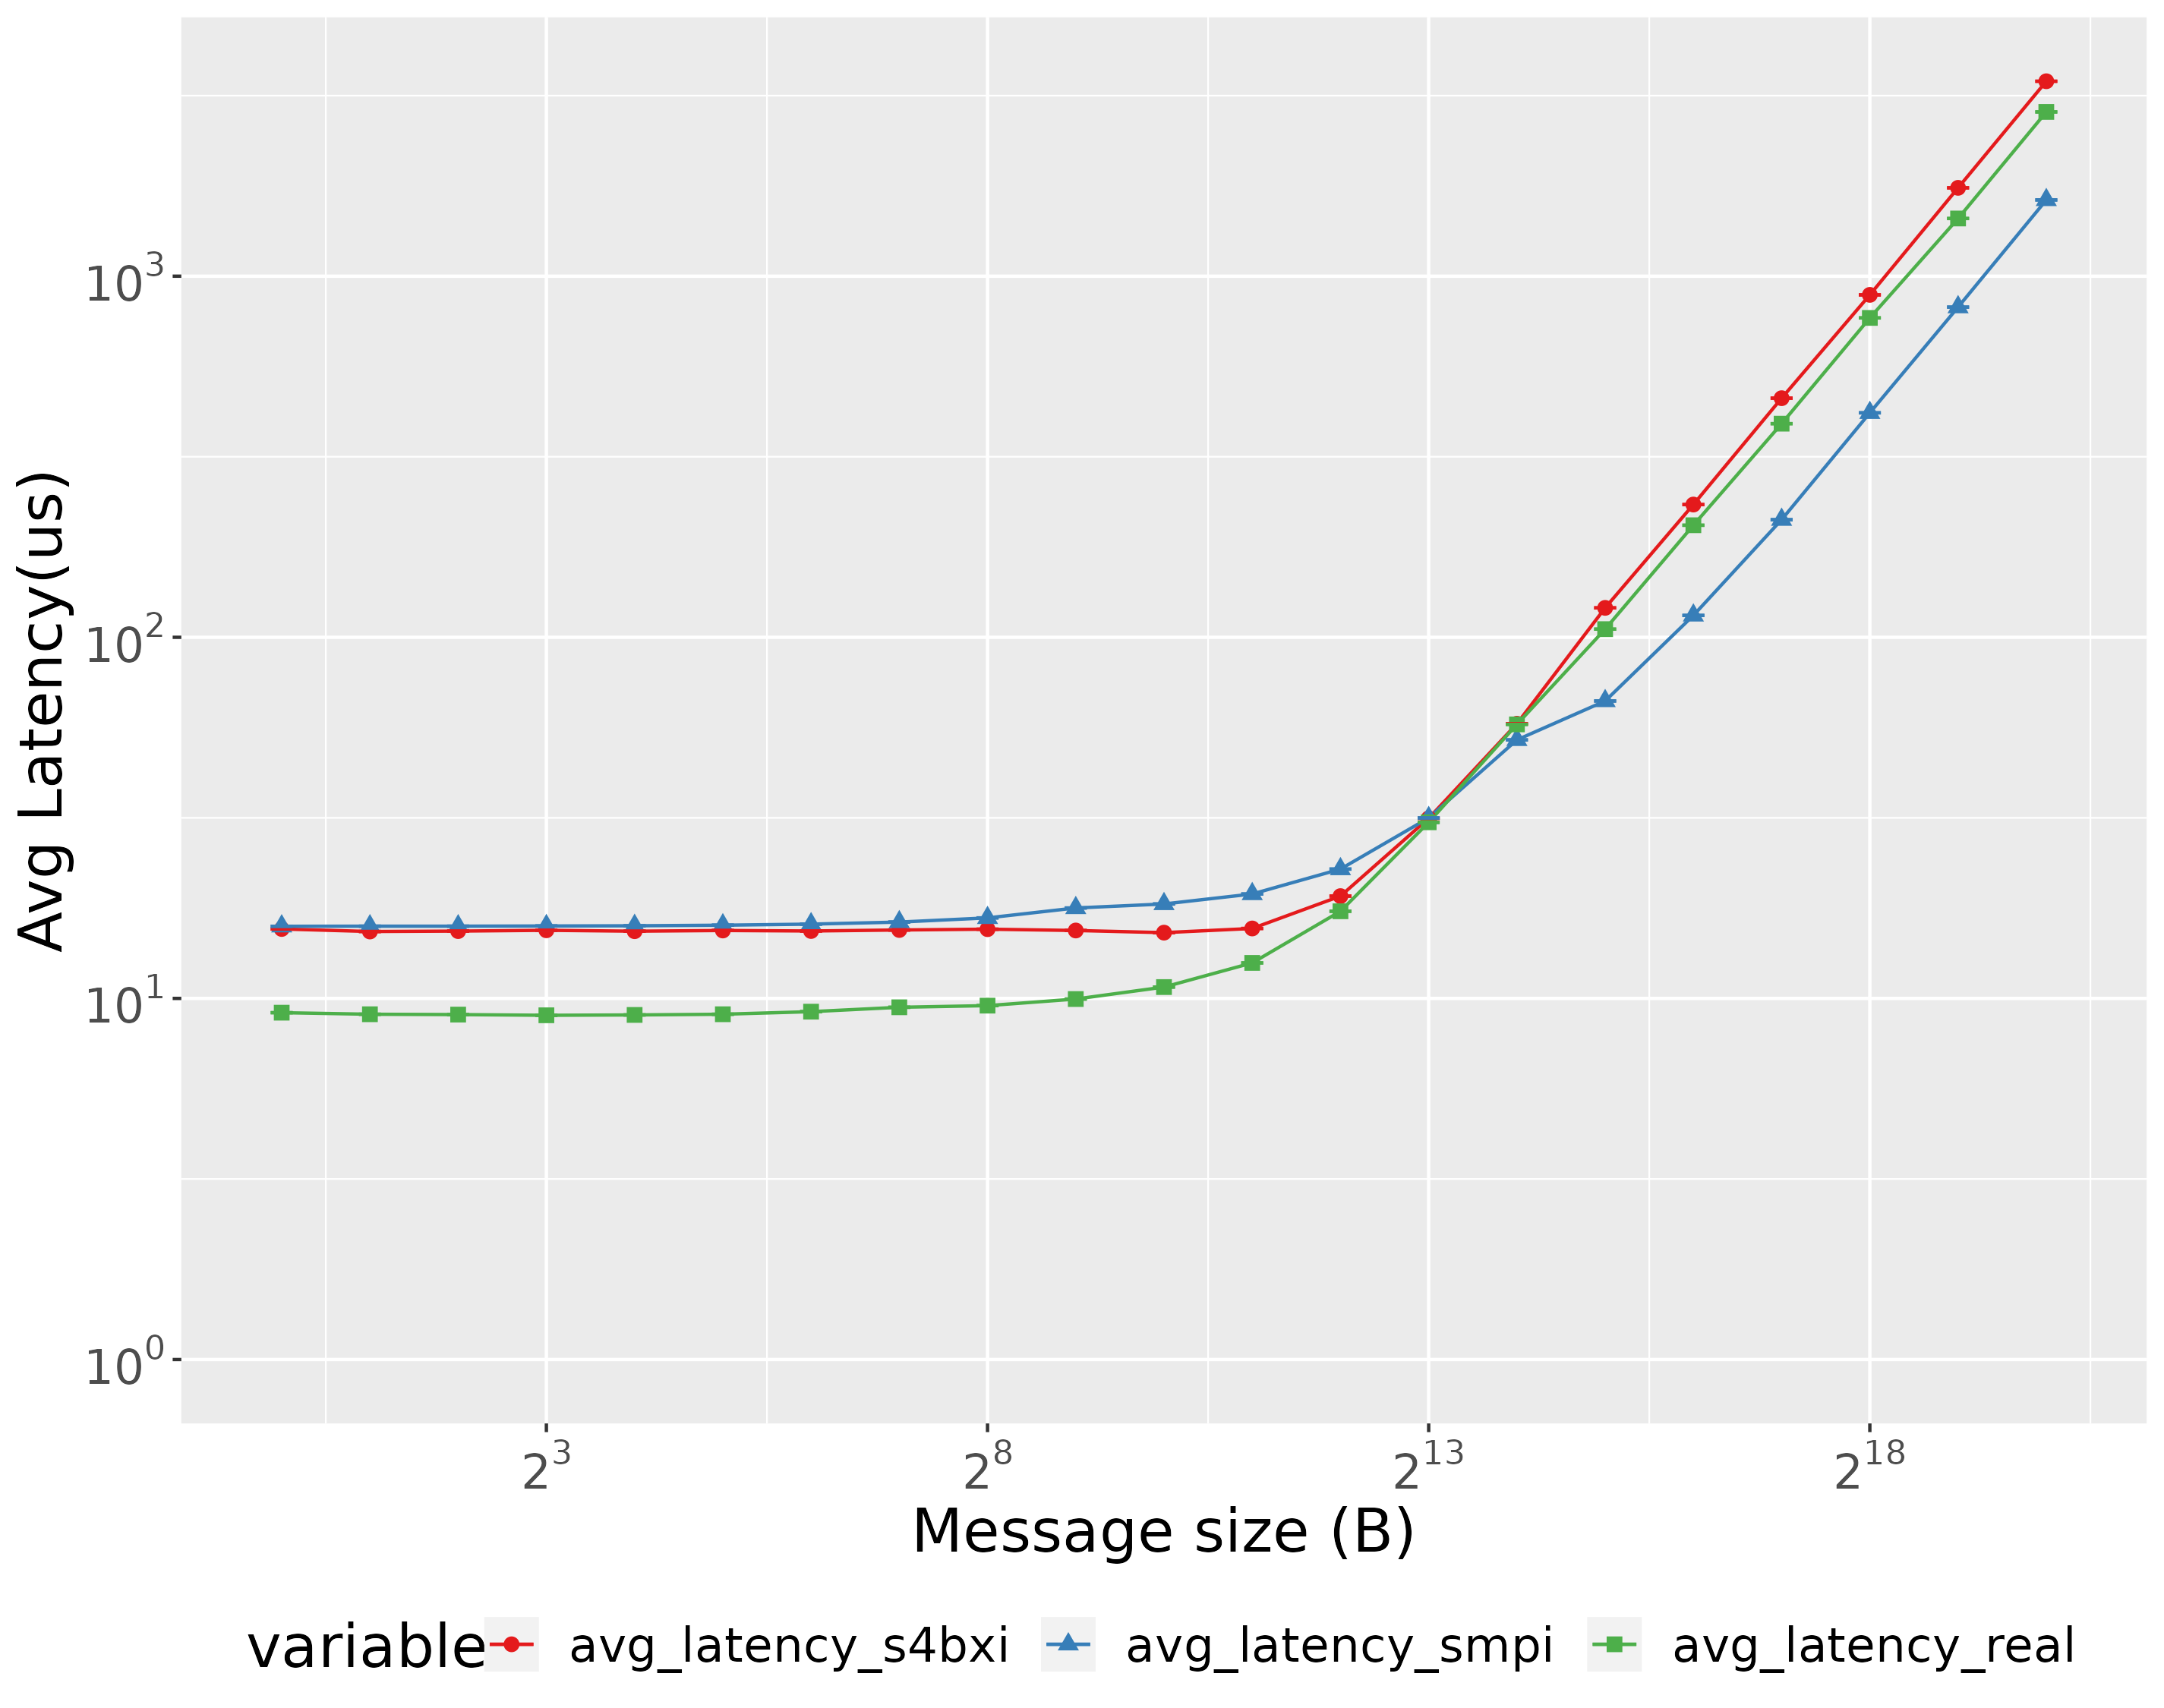 Avg Latency(us)
10³
10²
10¹
10⁰
2³ 2⁸ 2¹³ 2¹⁸
Message size (B)
variable avg_latency_s4bxi avg_latency_smpi avg_latency_real